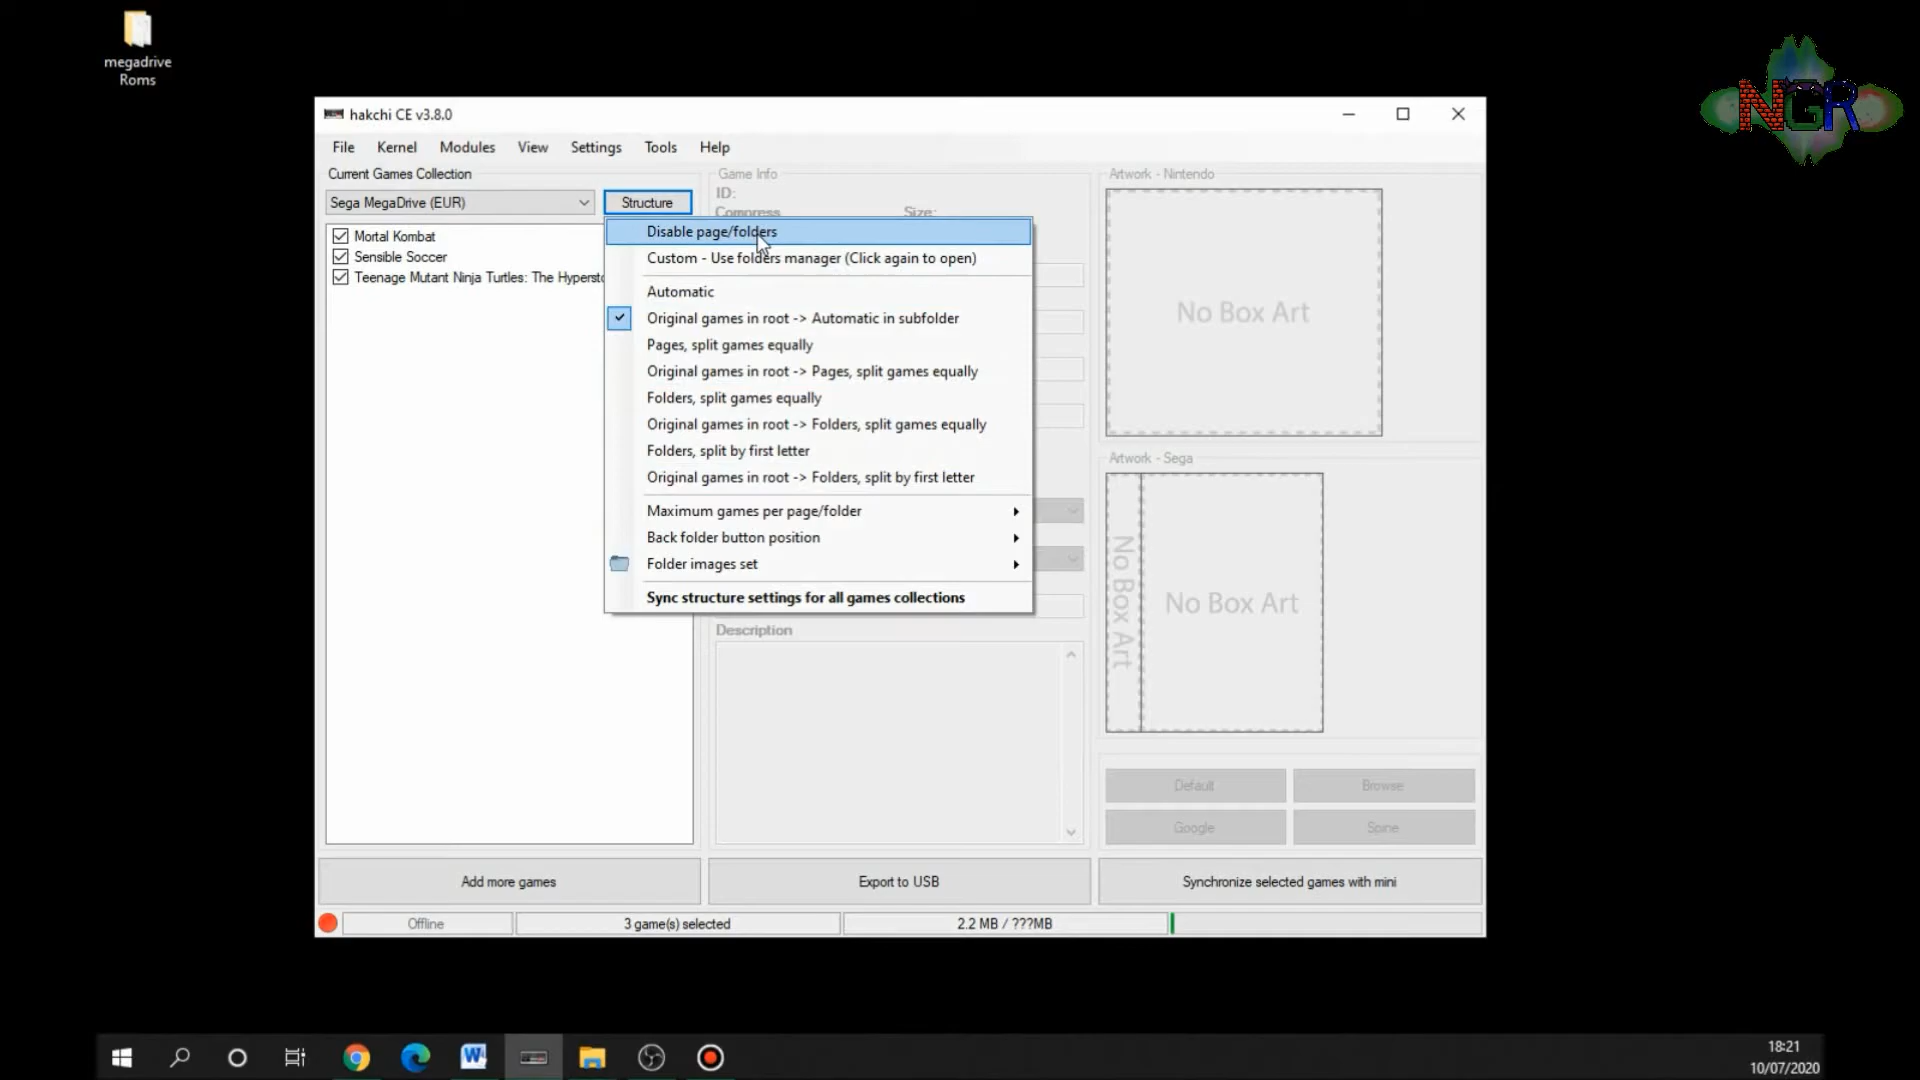 megadrive
Roms
NGR
hakchi CE v3.8.0
File Kernel Modules View Settings Tools Help
Current Games Collection
Sega MegaDrive (EUR)
Structure
Mortal Kombat
Sensible Soccer
Teenage Mutant Ninja Turtles: The Hypersto
Disable page/folders
Custom - Use folders manager (Click again to open)
Automatic
Original games in root -> Automatic in subfolder
Pages, split games equally
Original games in root -> Pages, split games equally
Folders, split games equally
Original games in root -> Folders, split games equally
Folders, split by first letter
Original games in root -> Folders, split by first letter
Maximum games per page/folder
Back folder button position
Folder images set
Sync structure settings for all games collections
Game Info
ID:
Compress Size:
Description
Artwork - Nintendo
No Box Art
Artwork - Sega
No Box Art
No Box Art
Default Browse
Google Spine
Add more games
Export to USB
Synchronize selected games with mini
Offline
3 game(s) selected
2.2 MB / ???MB
18:21
10/07/2020